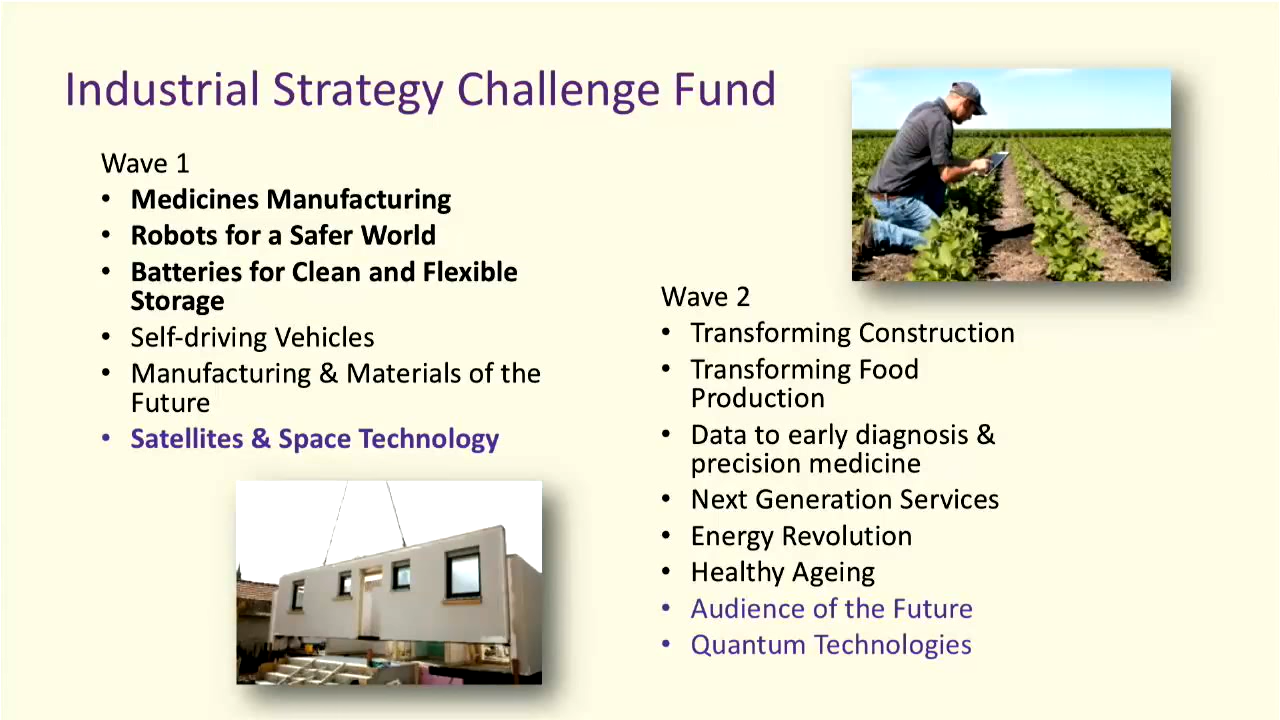 Industrial Strategy Challenge Fund
Wave 1
• Medicines Manufacturing
• Robots for a Safer World
• Batteries for Clean and Flexible
Storage
• Self-driving Vehicles
• Manufacturing & Materials of the
Future
• Satellites & Space Technology
Wave 2
• Transforming Construction
• Transforming Food
Production
• Data to early diagnosis &
precision medicine
• Next Generation Services
• Energy Revolution
• Healthy Ageing
• Audience of the Future
• Quantum Technologies